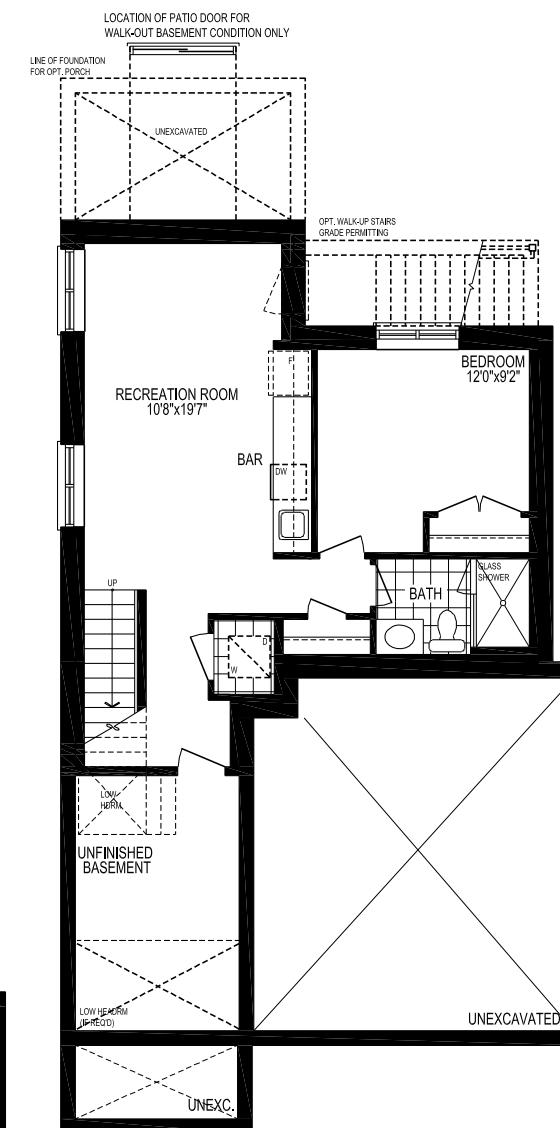 LOCATION OF PATIO DOOR FOR
WALK-OUT BASEMENT CONDITION ONLY
LINE OF FOUNDATION
FOR OPT. PORCH
UNEXCAVATED
OPT. WALK-UP STAIRS
GRADE PERMITTING
F
BEDROOM
12'0"x9'2"
RECREATION ROOM
10'8"x19'7"
BAR
DW
GLASS
SHOWER
UP
BATH
D
W
LOW
HDRM.
UNFINISHED
BASEMENT
LOW HEADRM
(IF REQ'D)
UNEXCAVATED
UNEXC.